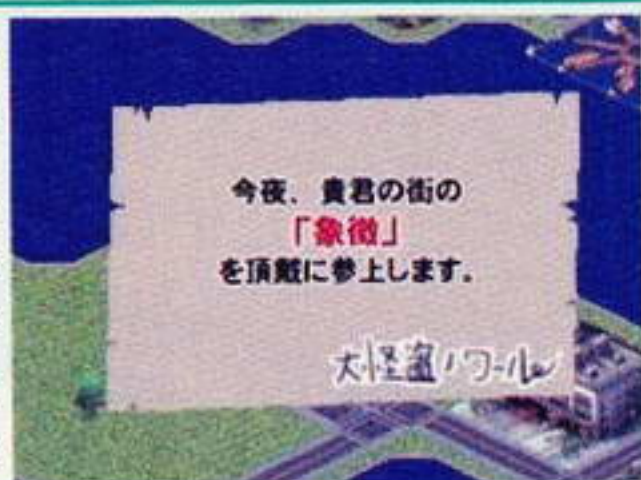 今夜、貴君の街の
「象徴」
を頂戴に参上します。
大怪盗ノワール